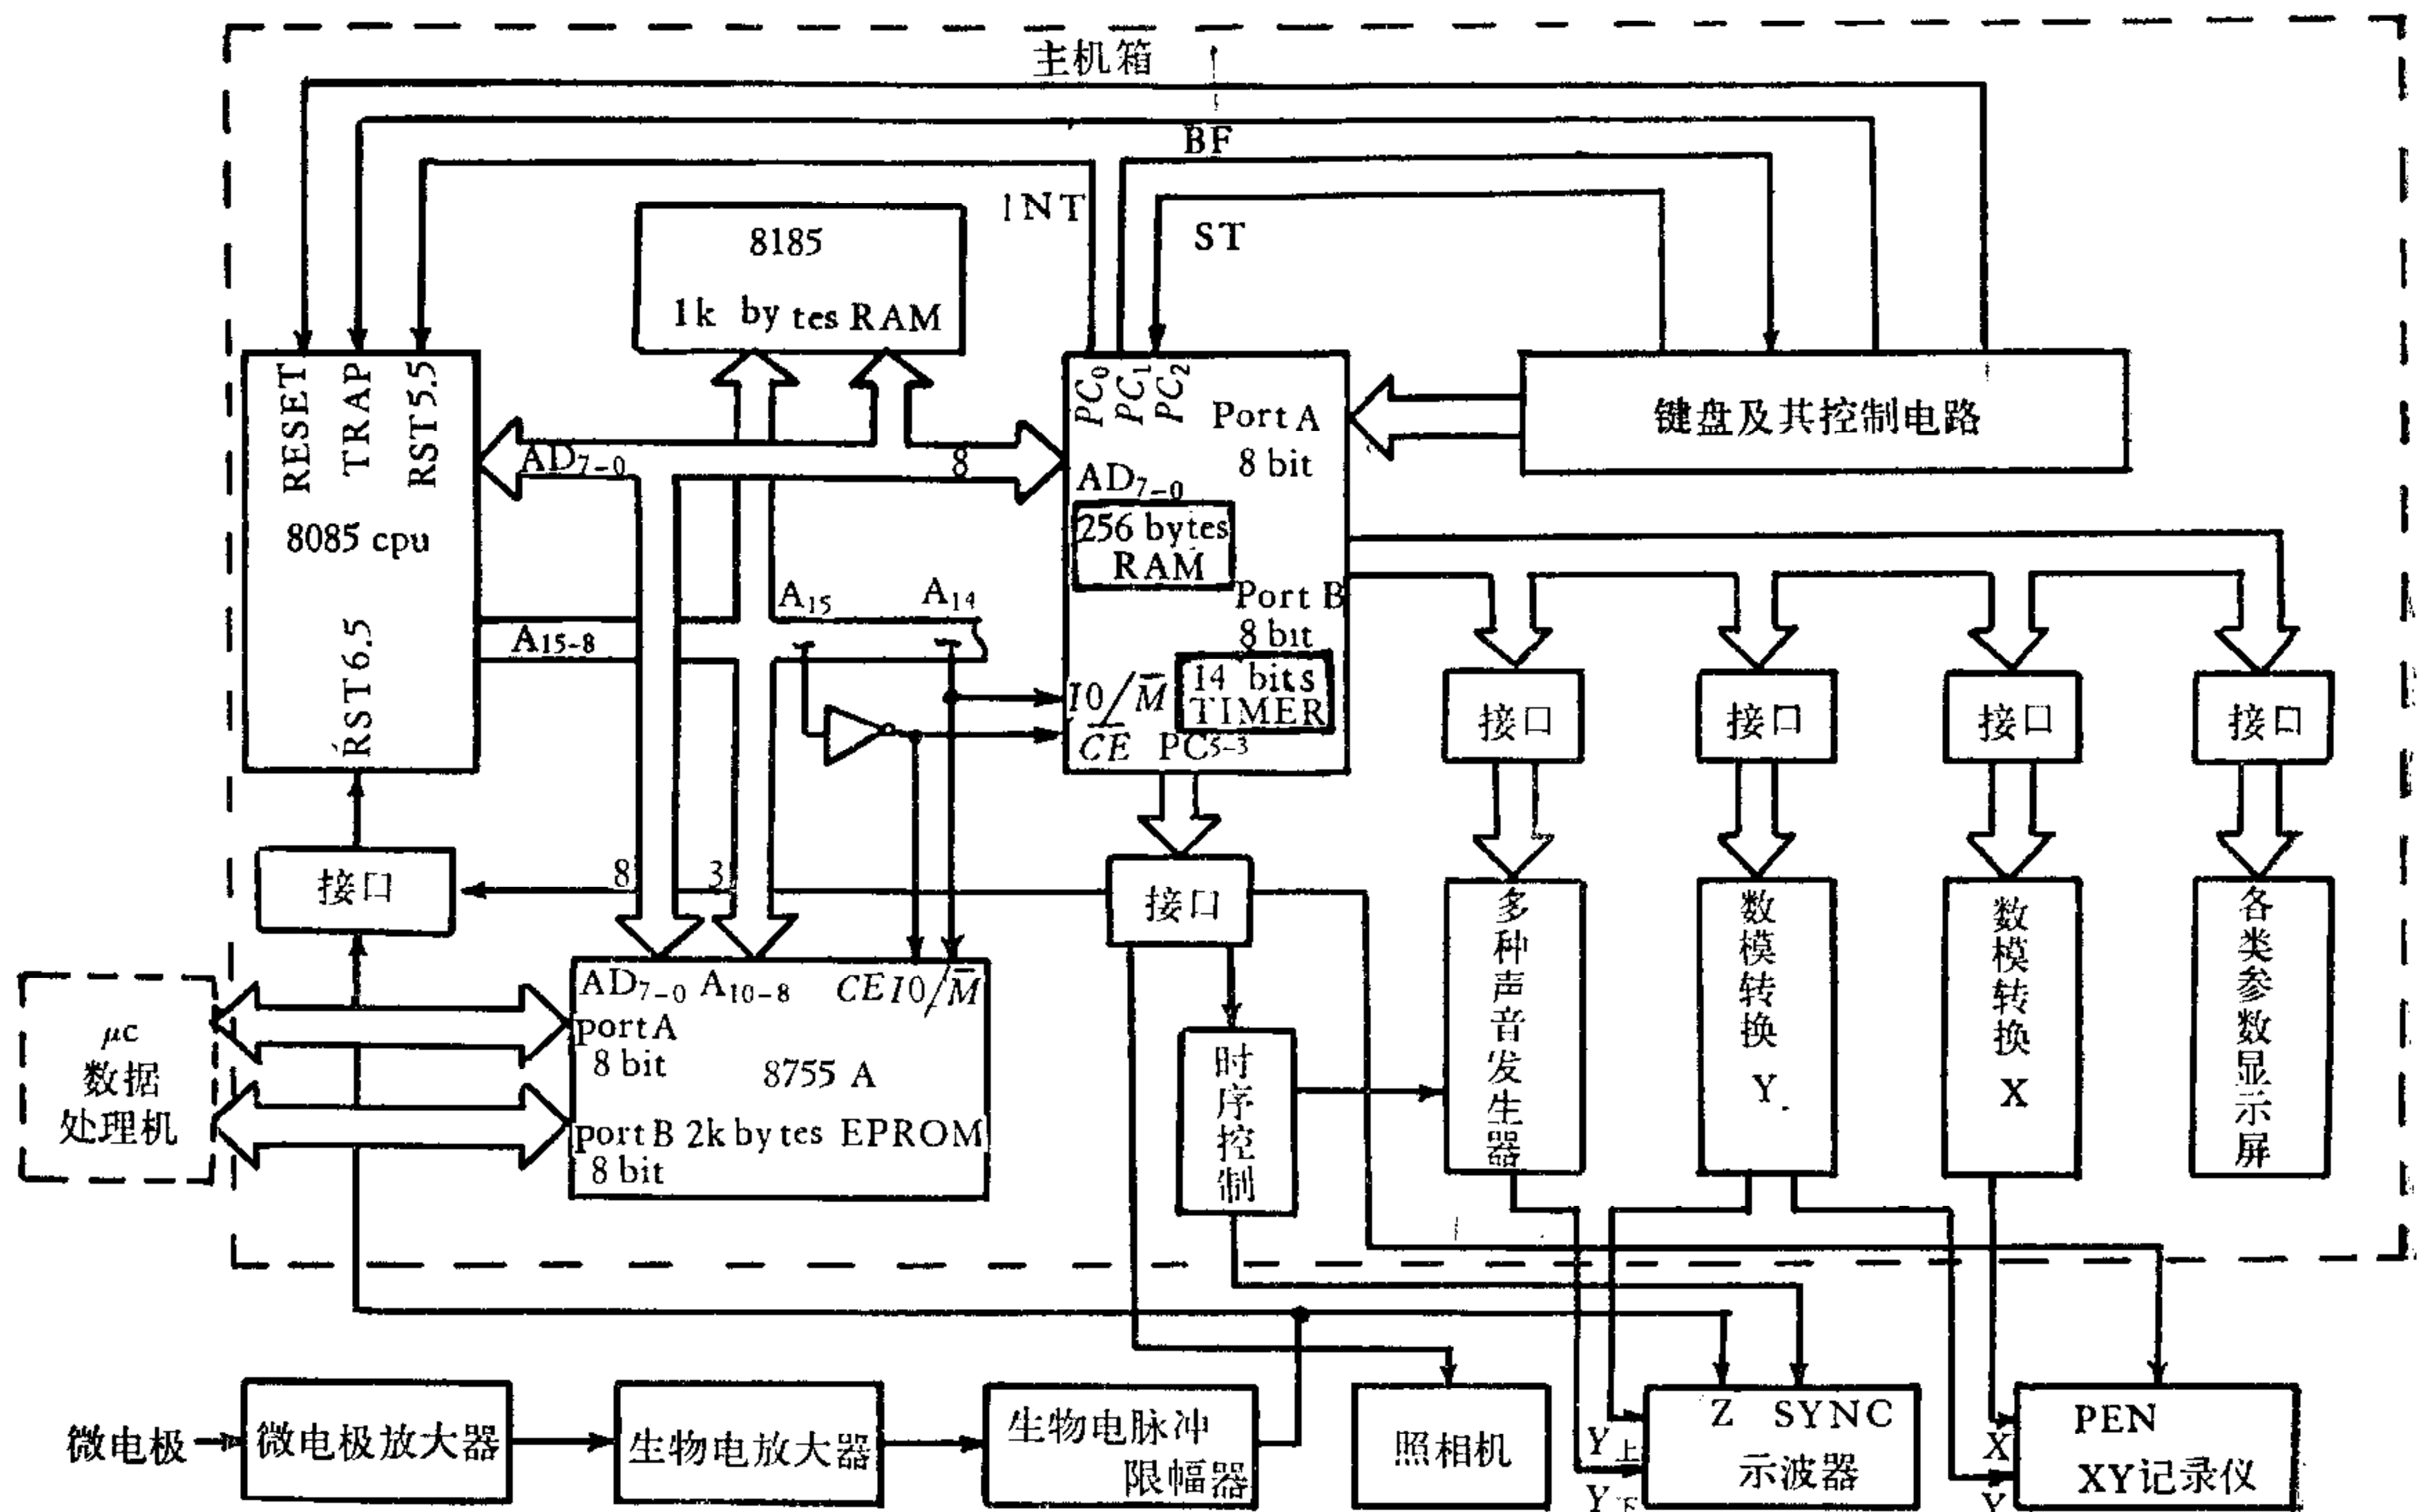 主机箱
BF
INT
ST
8185
1k bytes RAM
RESET
TRAP
RST5.5
8085 cpu
RST6.5
AD7-0
8
A15-8
A15
A14
PC0
PC1
PC2
Port A
8 bit
AD7-0
256 bytes
RAM
Port B
8 bit
14 bits
TIMER
IO/M̅
C̅E̅
PC5-3
键盘及其控制电路
接口
接口
接口
接口
接口
8
3
接口
多种声音发生器
数模转换Y
数模转换X
各类参数显示屏
时序控制
AD7-0 A10-8 CE IO/M̅
port A
8 bit
8755 A
port B 2k bytes EPROM
8 bit
μc
数据
处理机
微电极
微电极放大器
生物电放大器
生物电脉冲
限幅器
照相机
Y上
Y下
Z SYNC
示波器
X
Y
PEN
XY记录仪